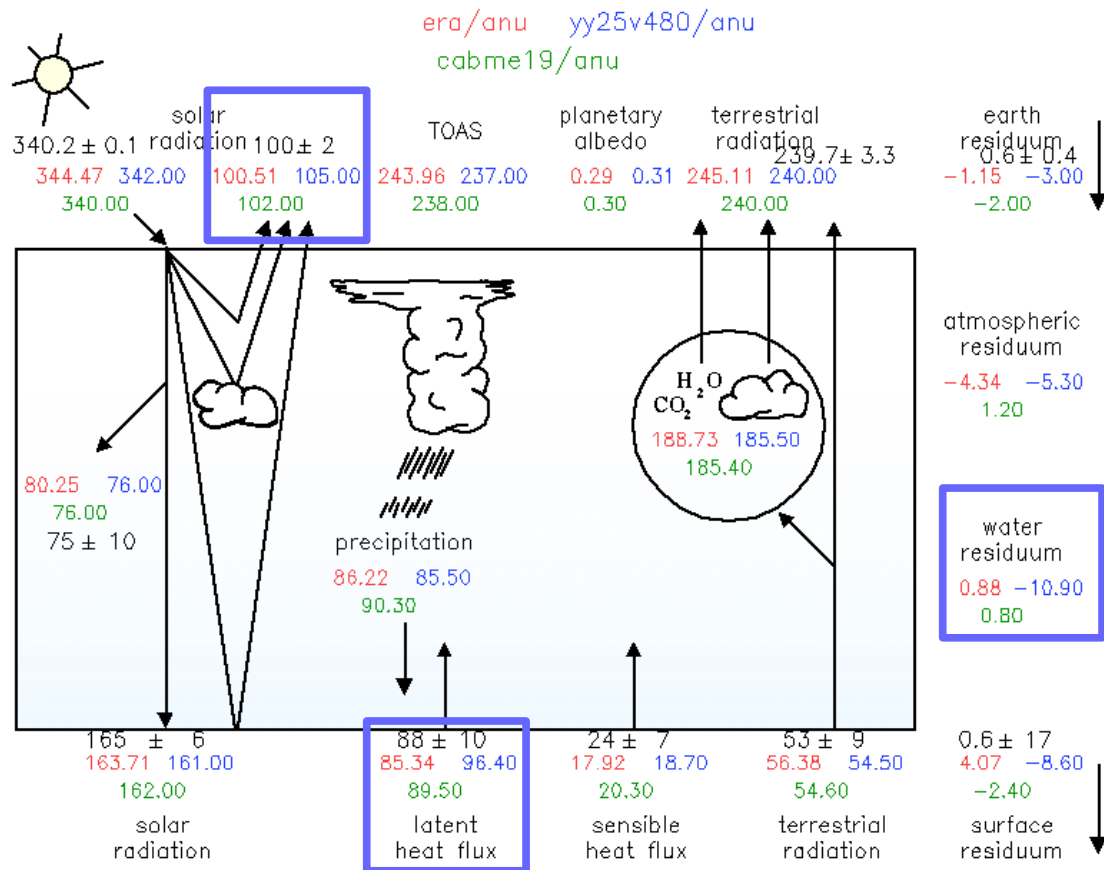 era/anu yy25v480/anu
cabme19/anu
solar
radiation
340.2 ± 0.1
344.47 342.00
340.00
100± 2
100.51 105.00
102.00
TOAS
243.96 237.00
238.00
planetary
albedo
0.29 0.31
0.30
terrestrial
radiation
239.7± 3.3
245.11 240.00
240.00
earth
residuum
0.6± 0.4
-1.15 -3.00
-2.00
atmospheric
residuum
-4.34 -5.30
1.20
H2O
CO2
188.73 185.50
185.40
80.25 76.00
76.00
75 ± 10
precipitation
86.22 85.50
90.30
water
residuum
0.88 -10.90
0.80
165 ± 6
163.71 161.00
162.00
solar
radiation
88 ± 10
85.34 96.40
89.50
latent
heat flux
24 ± 7
17.92 18.70
20.30
sensible
heat flux
53 ± 9
56.38 54.50
54.60
terrestrial
radiation
0.6 ± 17
4.07 -8.60
-2.40
surface
residuum